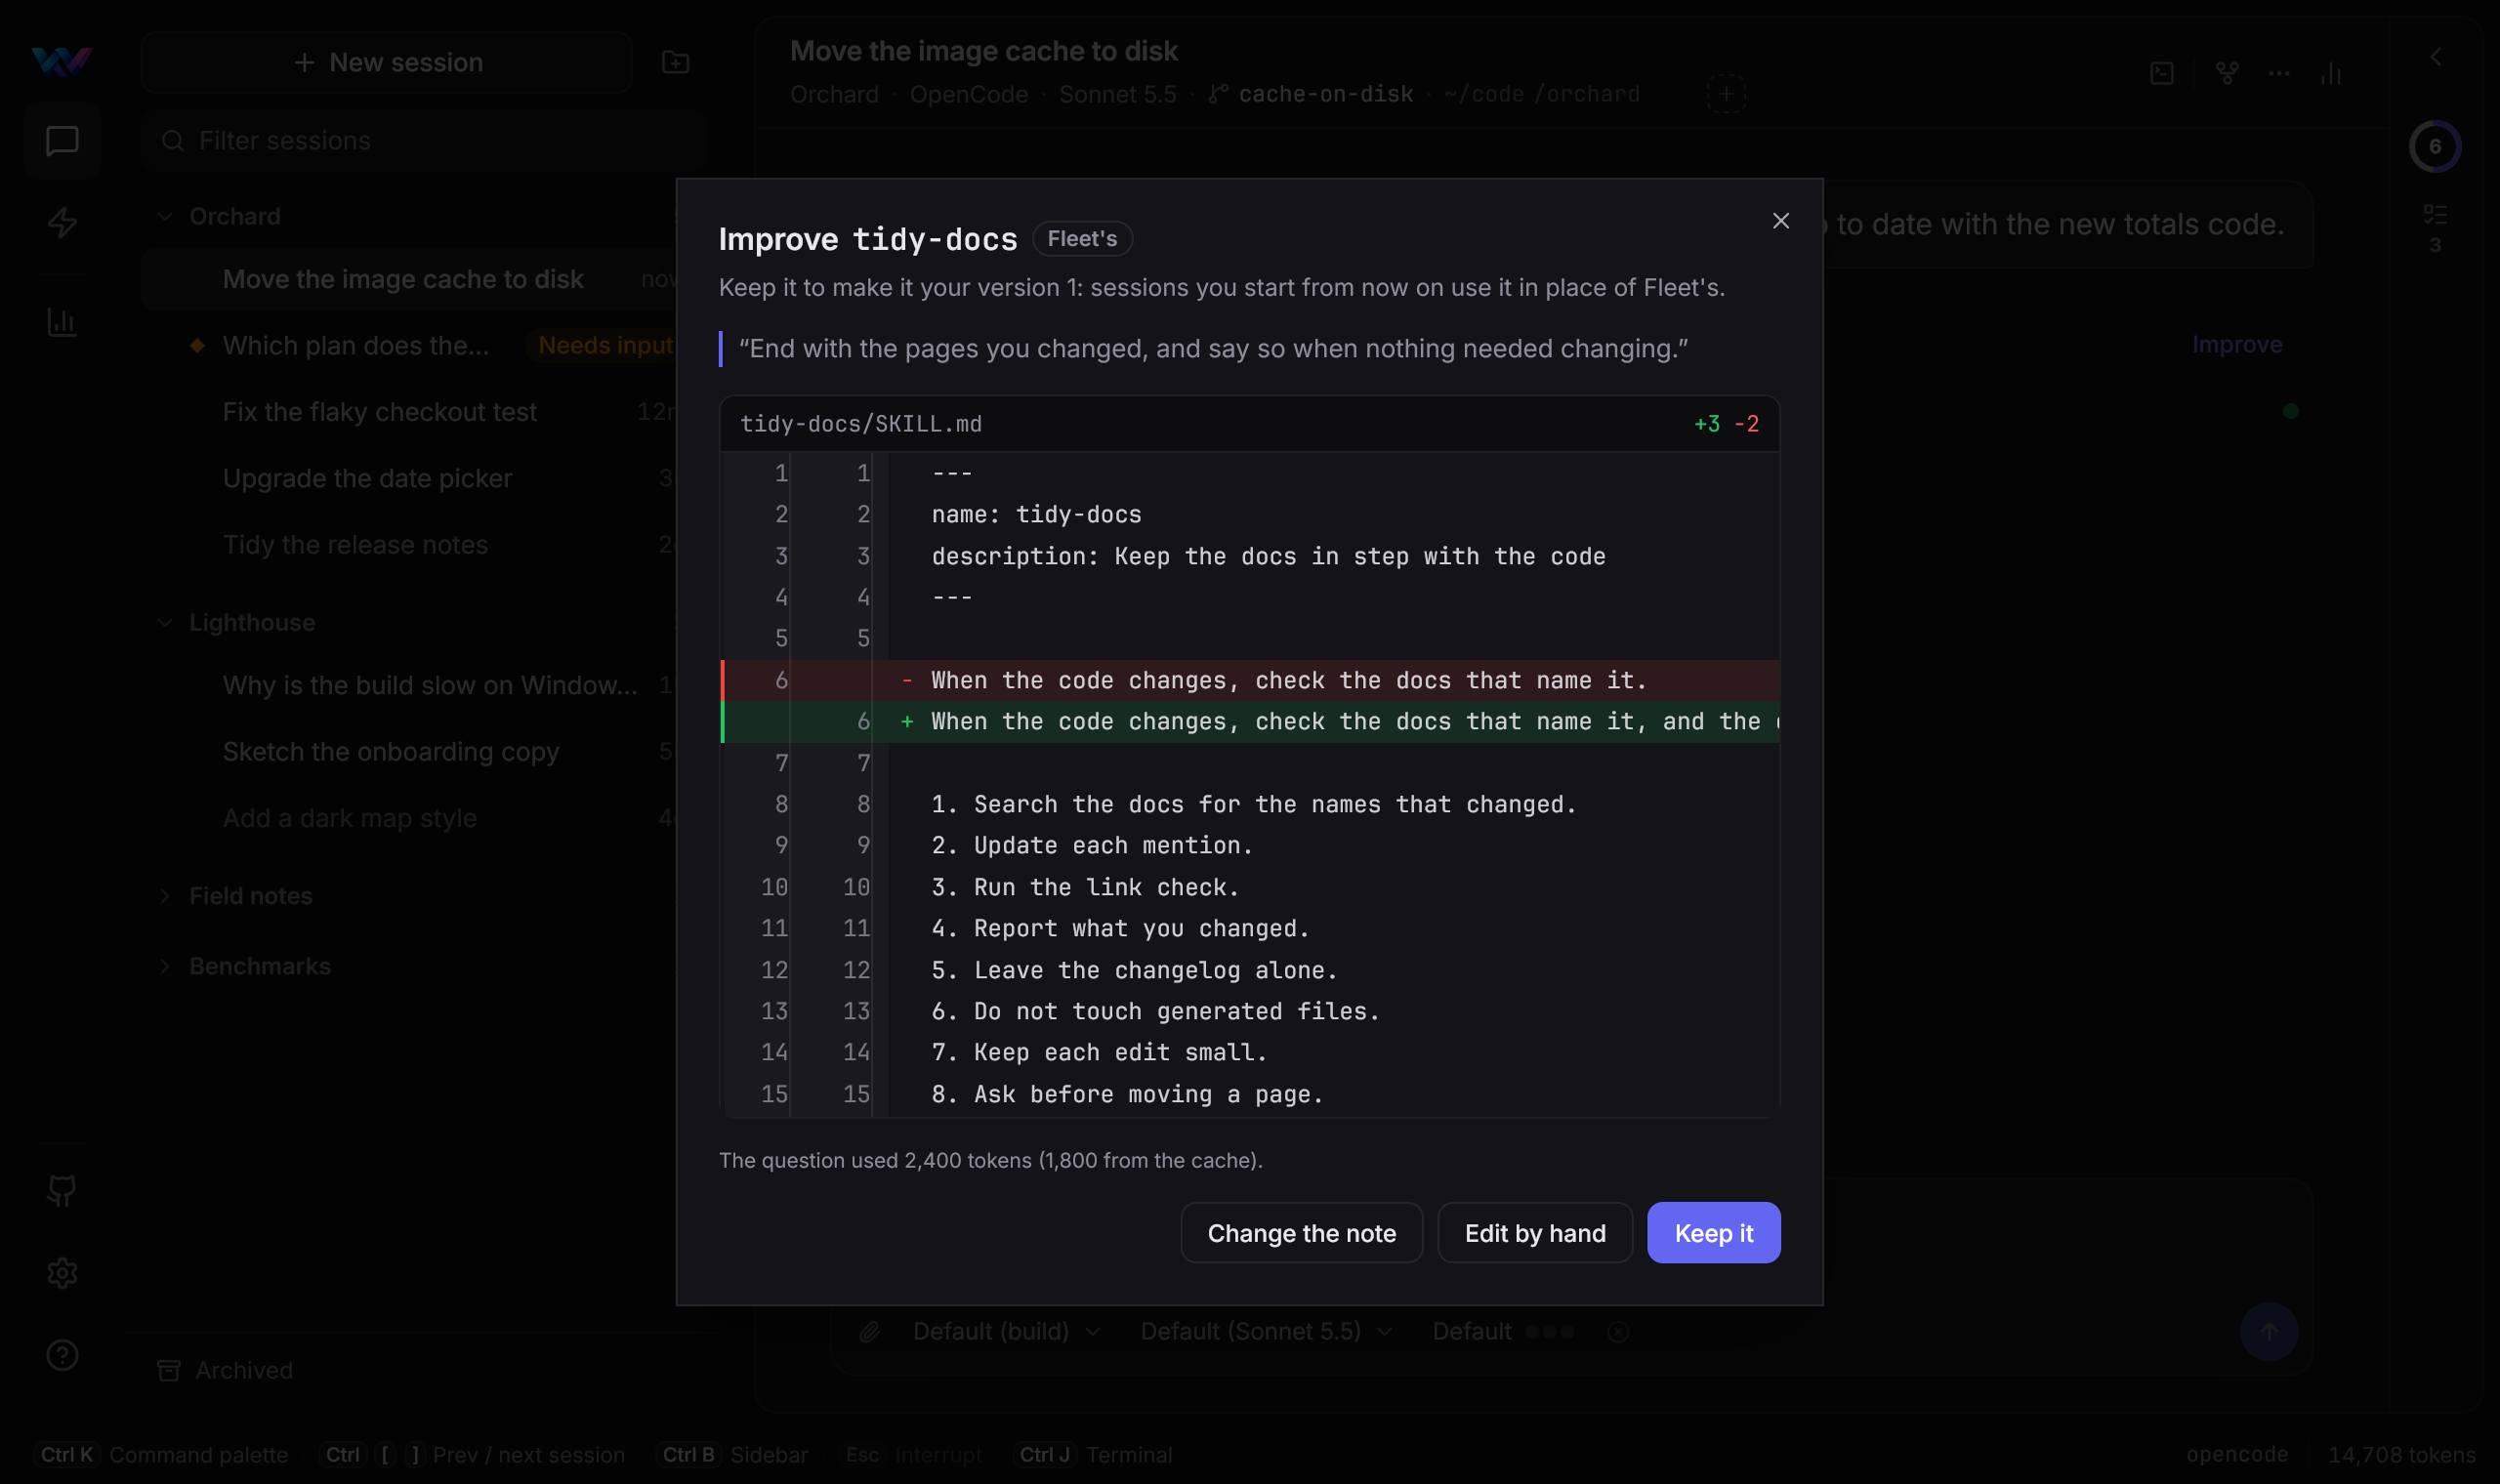 New session
Filter sessions
Orchard
Move the image cache to disk
Which plan does the... Needs input
Fix the flaky checkout test
Upgrade the date picker
Tidy the release notes
Lighthouse
Why is the build slow on Window...
Sketch the onboarding copy
Add a dark map style
Field notes
Benchmarks
Archived
Move the image cache to disk
Orchard · OpenCode · Sonnet 5.5 · cache-on-disk · ~/code /orchard
6
3
to date with the new totals code.
Improve
Improve tidy-docs Fleet's
Keep it to make it your version 1: sessions you start from now on use it in place of Fleet's.
“End with the pages you changed, and say so when nothing needed changing.”
tidy-docs/SKILL.md +3 -2
1 1 ---
2 2 name: tidy-docs
3 3 description: Keep the docs in step with the code
4 4 ---
5 5
6 - When the code changes, check the docs that name it.
6 + When the code changes, check the docs that name it, and the
7 7
8 8 1. Search the docs for the names that changed.
9 9 2. Update each mention.
10 10 3. Run the link check.
11 11 4. Report what you changed.
12 12 5. Leave the changelog alone.
13 13 6. Do not touch generated files.
14 14 7. Keep each edit small.
15 15 8. Ask before moving a page.
The question used 2,400 tokens (1,800 from the cache).
Change the note
Edit by hand
Keep it
Default (build) Default (Sonnet 5.5) Default
Ctrl K Command palette Ctrl [ ] Prev / next session Ctrl B Sidebar Esc Interrupt Ctrl J Terminal
opencode 14,708 tokens